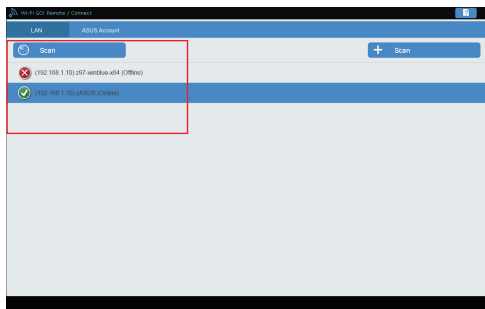 Wi-Fi GO! Remote / Connect
LAN ASUS Account
Scan Scan
(192.168.1.10) z97-winblue-x64 (Offline)
(192.168.1.10) zASUS (Online)